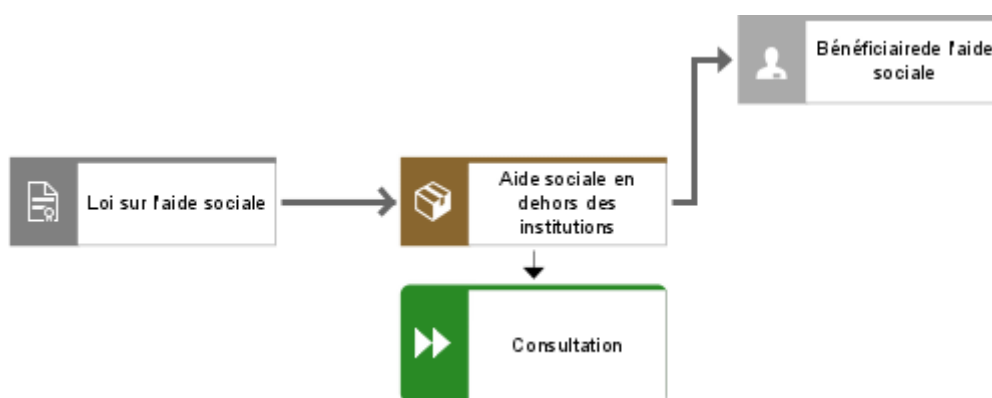 Bénéficiairede l'aide
sociale
Loi sur l'aide sociale
Aide sociale en
dehors des
institutions
Consultation